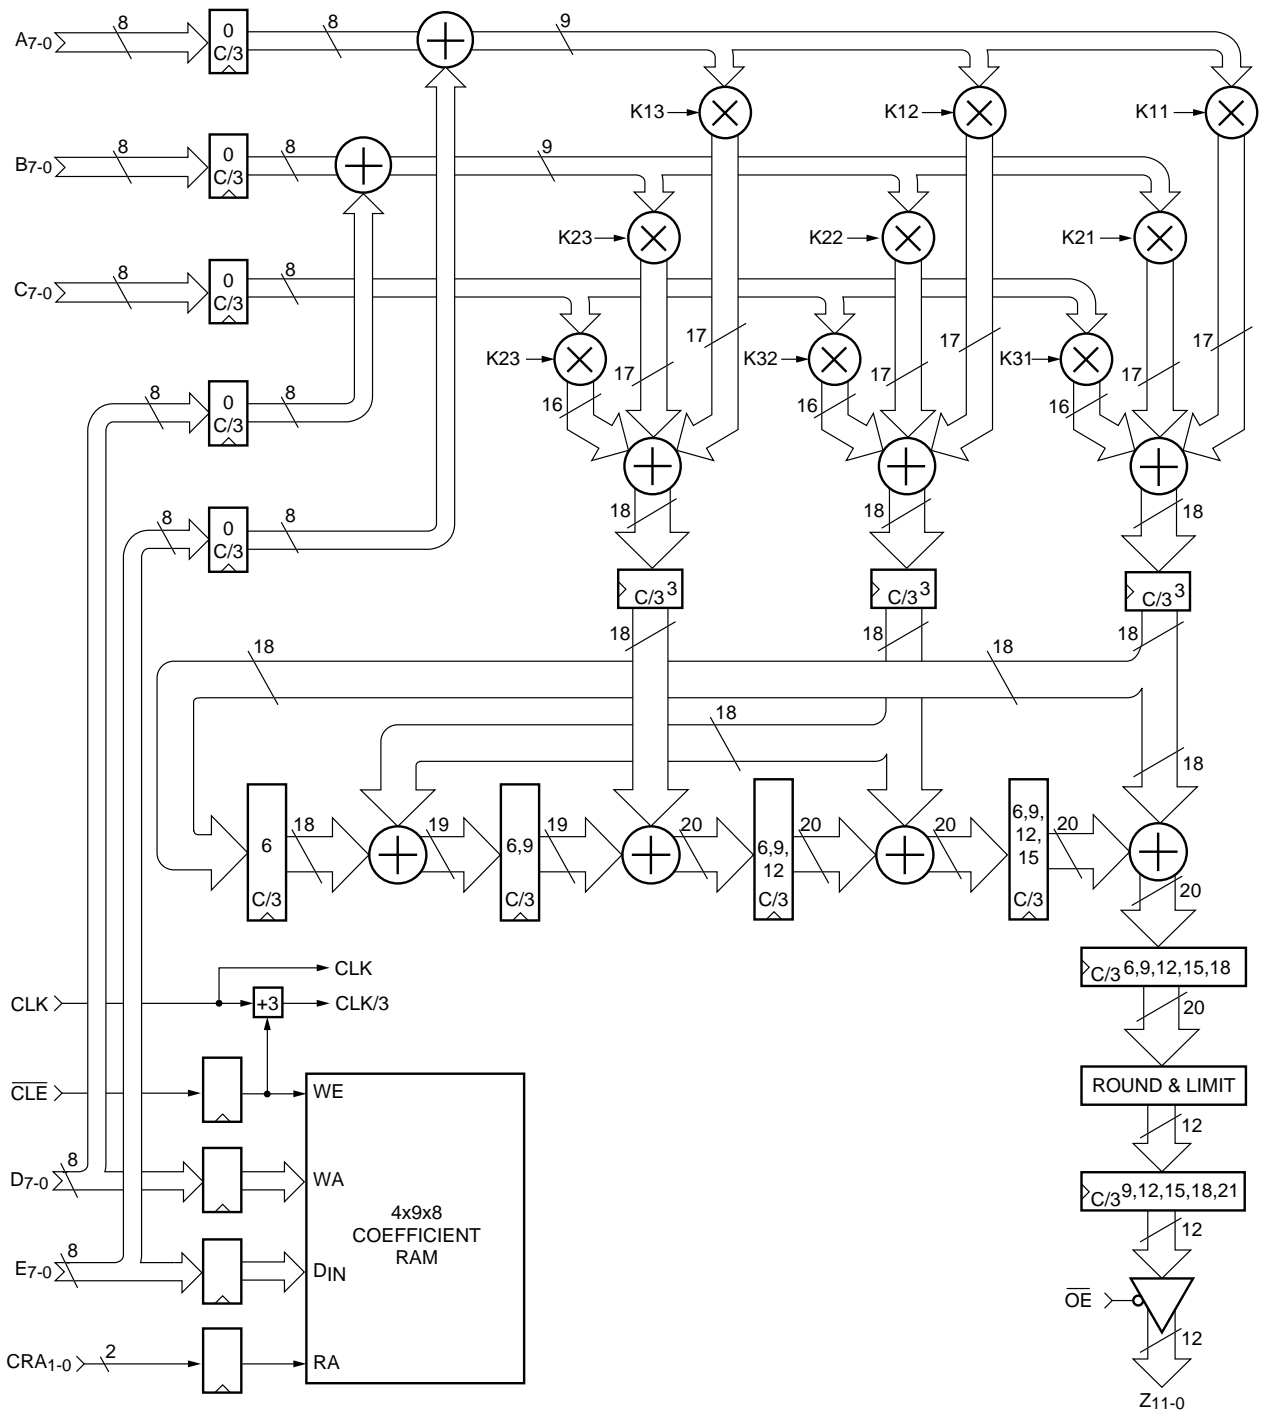 A7-0
8
0
C/3
8
9
K13
K12
K11
B7-0
8
0
C/3
8
9
K23
K22
K21
C7-0
8
0
C/3
8
K23
K32
K31
17
17
17
17
17
17
16
16
16
8
0
C/3
8
8
0
C/3
8
18
18
18
C/3 3
C/3 3
C/3 3
18
18
18
18
18
18
18
6
C/3
18
19
6,9
C/3
19
20
6,9,
12
C/3
20
20
6,9,
12,
15
C/3
20
20
C/3 6,9,12,15,18
20
ROUND & LIMIT
12
C/3 9,12,15,18,21
12
OE
12
Z11-0
CLK
CLK
+3
CLK/3
CLE
WE
D7-0
8
WA
4x9x8
COEFFICIENT
RAM
E7-0
8
DIN
CRA1-0
2
RA